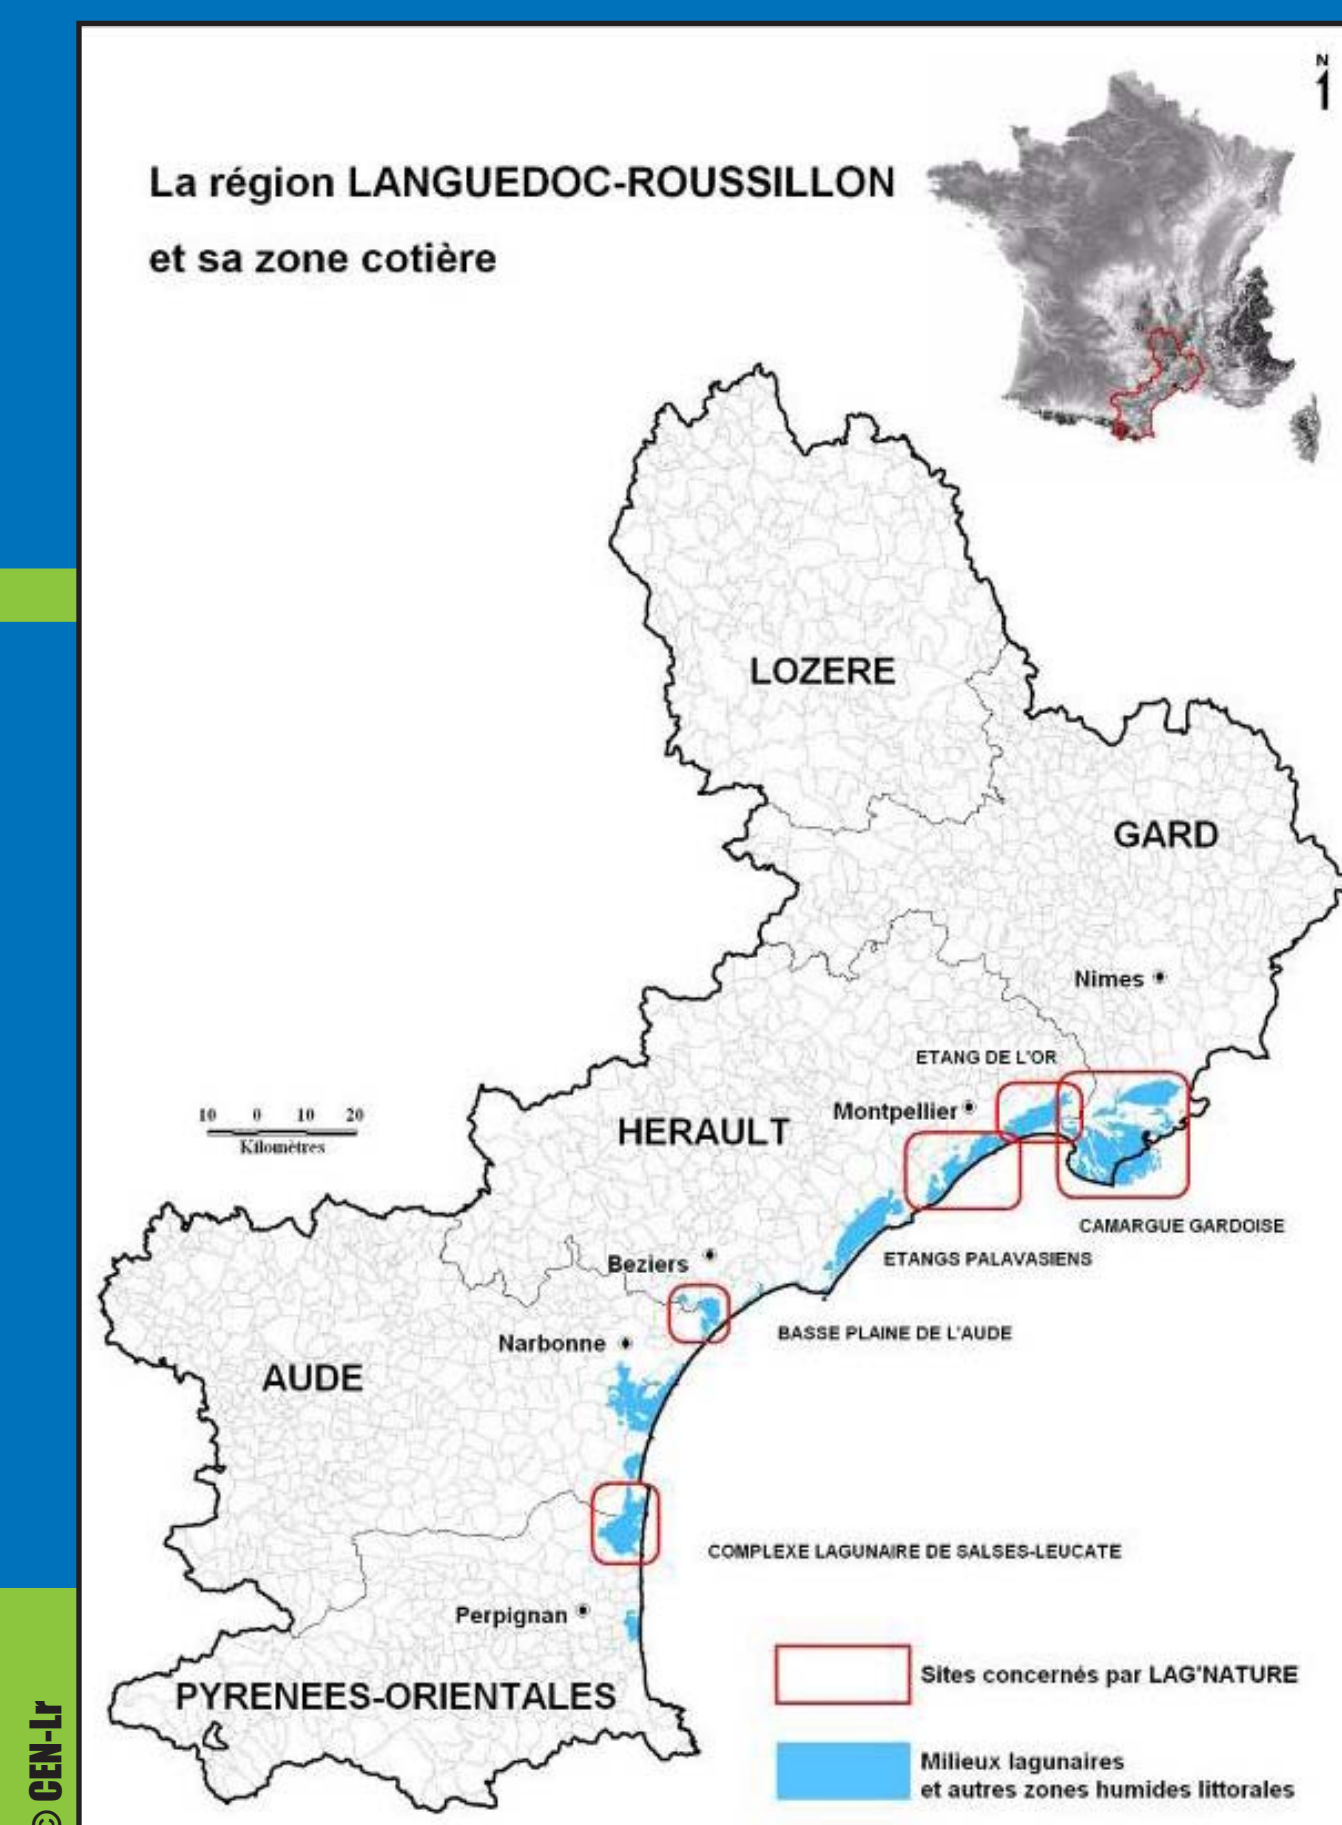 N
La région LANGUEDOC-ROUSSILLON
et sa zone cotière
LOZERE
GARD
Nimes
ETANG DE L'OR
Montpellier
10 0 10 20
Kilomètres
HERAULT
CAMARGUE GARDOISE
ETANGS PALAVASIENS
Beziers
BASSE PLAINE DE L'AUDE
Narbonne
AUDE
COMPLEXE LAGUNAIRE DE SALSES-LEUCATE
Perpignan
PYRENEES-ORIENTALES
Sites concernés par LAG'NATURE
Milieux lagunaires
et autres zones humides littorales
© CEN-Lr